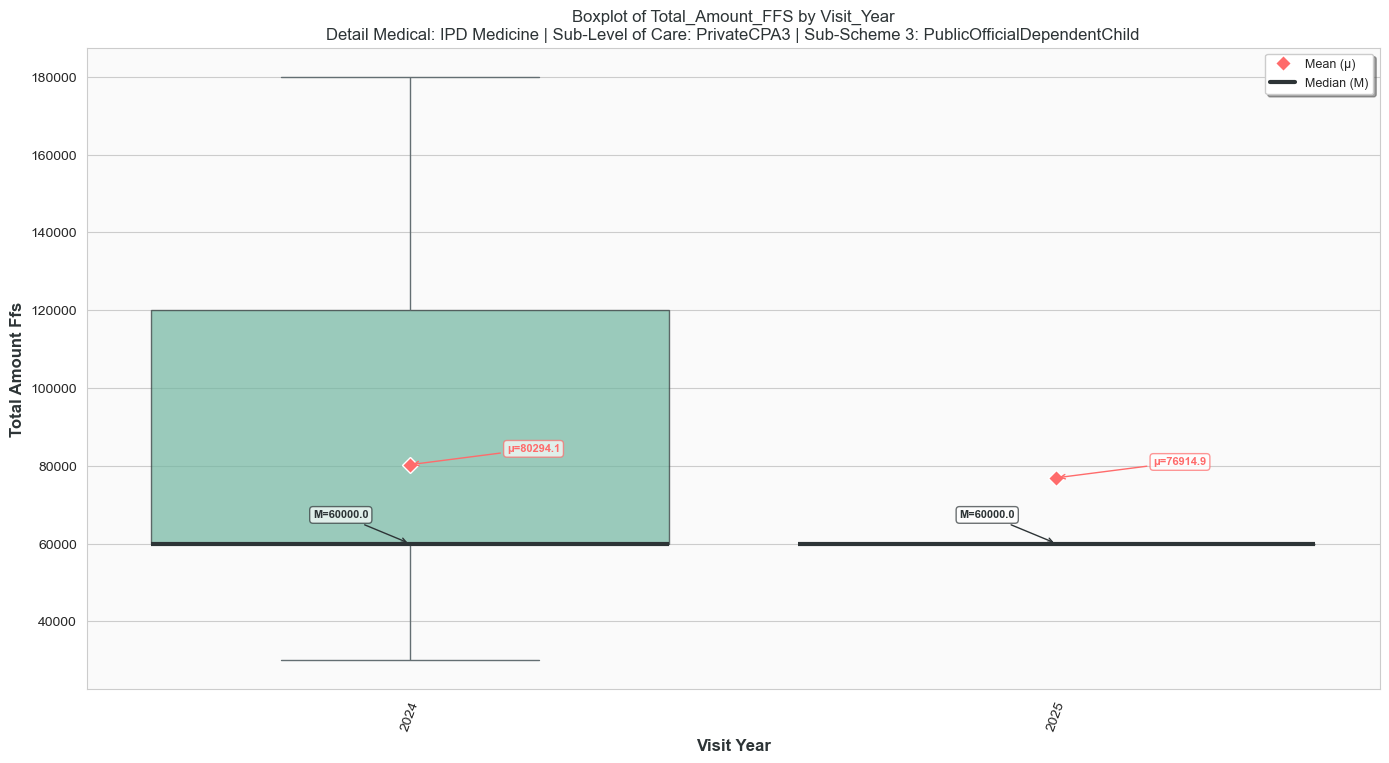 Boxplot of Total_Amount_FFS by Visit_Year
Detail Medical: IPD Medicine | Sub-Level of Care: PrivateCPA3 | Sub-Scheme 3: PublicOfficialDependentChild
Mean (μ)
Median (M)
Total Amount Ffs
180000
160000
140000
120000
100000
80000
60000
40000
μ=80294.1
M=60000.0
μ=76914.9
M=60000.0
2024
2025
Visit Year